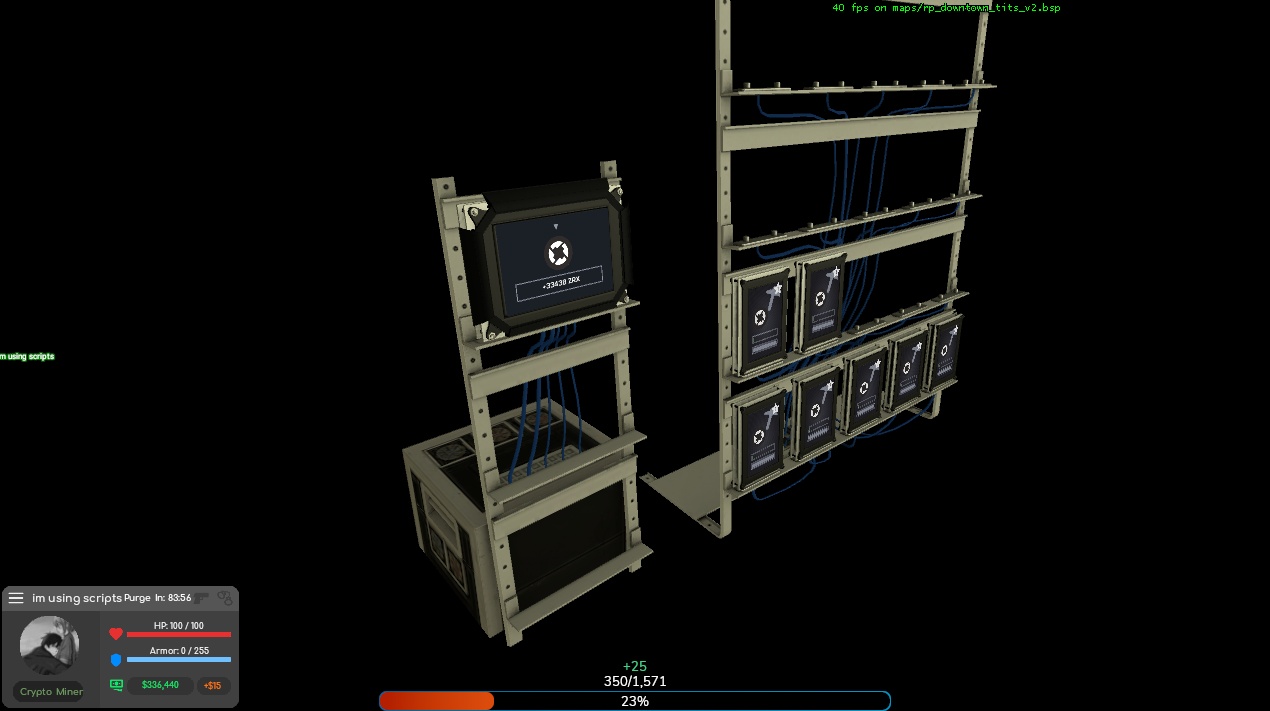 40 fps on maps/rp_downtown_tits_v2.bsp
+33438 ZRX
im using scripts
im using scripts Purge In: 83:56
HP: 100 / 100
Armor: 0 / 255
Crypto Miner
$336,440
+$15
+25
350/1,571
23%